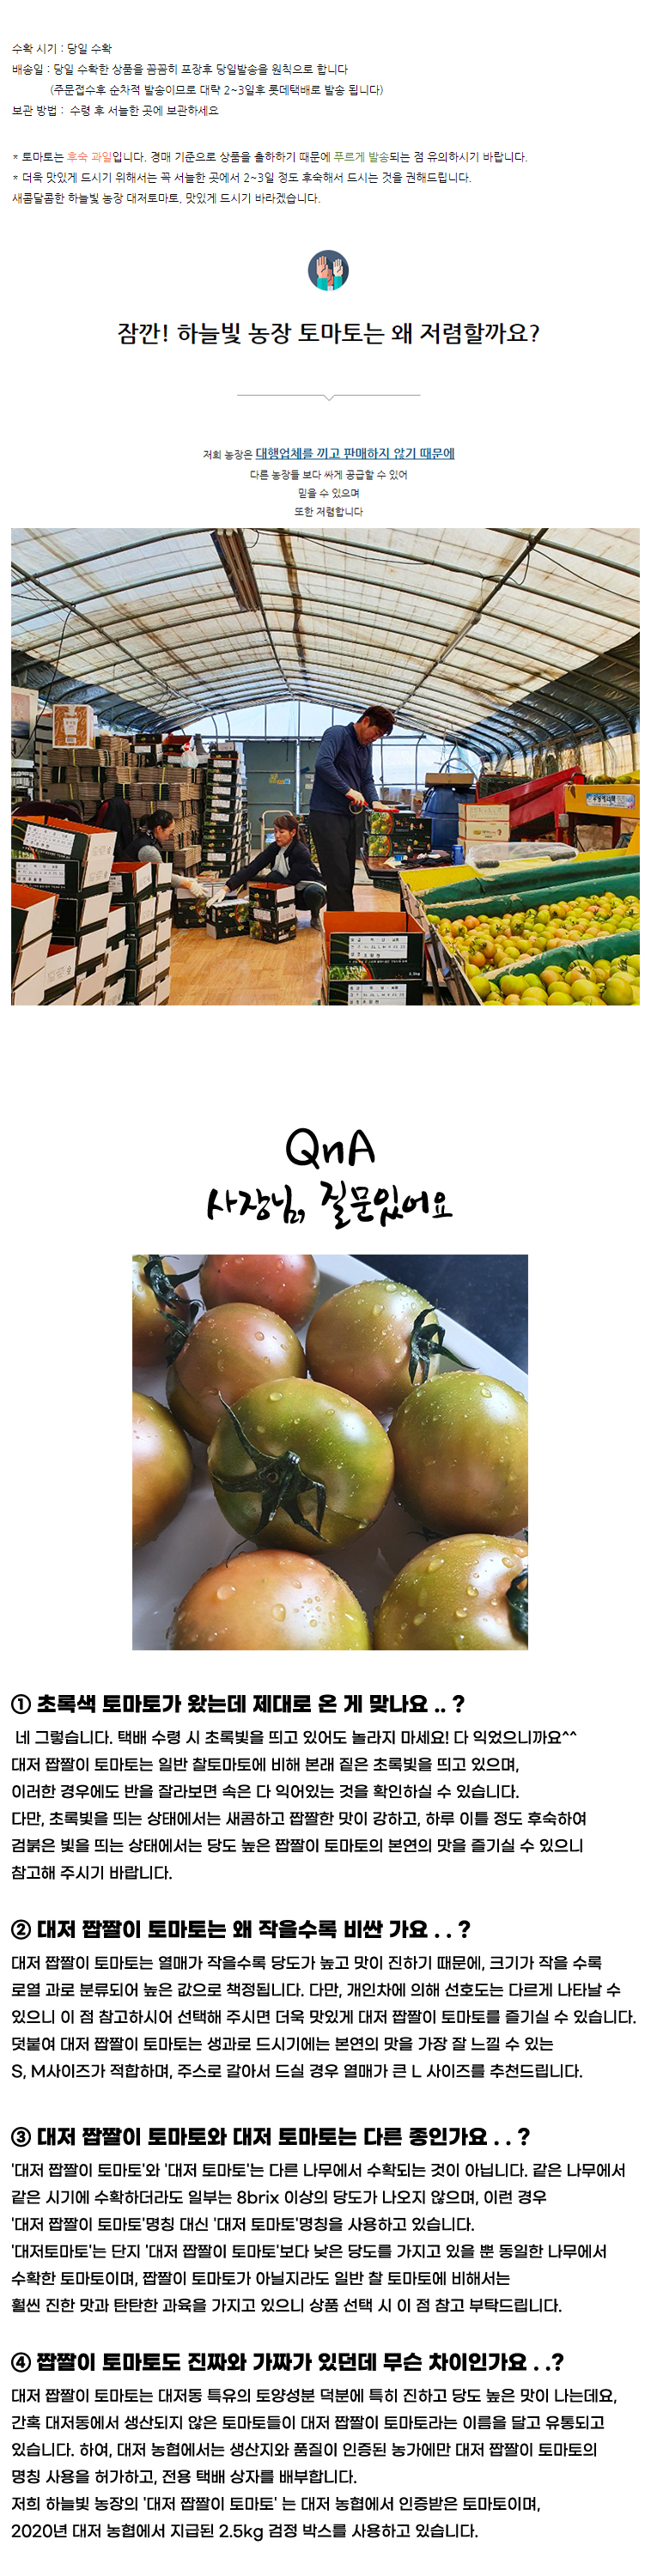 수확 시기 : 당일 수확
배송일 : 당일 수확한 상품을 꼼꼼히 포장후 당일발송을 원칙으로 합니다
(주문접수후 순차적 발송이므로 대략 2~3일후 롯데택배로 발송 됩니다)
보관 방법 : 수령 후 서늘한 곳에 보관하세요
* 토마토는 후숙 과일입니다. 경매 기준으로 상품을 출하하기 때문에 푸르게 발송되는 점 유의하시기 바랍니다.
* 더욱 맛있게 드시기 위해서는 꼭 서늘한 곳에서 2~3일 정도 후숙해서 드시는 것을 권해드립니다.
새콤달콤한 하늘빛 농장 대저토마토, 맛있게 드시기 바라겠습니다.
잠깐! 하늘빛 농장 토마토는 왜 저렴할까요?
저희 농장은 대행업체를 끼고 판매하지 않기 때문에
다른 농장들 보다 싸게 공급할 수 있어
믿을 수 있으며
또한 저렴합니다
QnA
사장님, 질문있어요
① 초록색 토마토가 왔는데 제대로 온 게 맞나요 .. ?
네 그렇습니다. 택배 수령 시 초록빛을 띄고 있어도 놀라지 마세요! 다 익었으니까요^^
대저 짭짤이 토마토는 일반 찰토마토에 비해 본래 짙은 초록빛을 띄고 있으며,
이러한 경우에도 반을 잘라보면 속은 다 익어있는 것을 확인하실 수 있습니다.
다만, 초록빛을 띄는 상태에서는 새콤하고 짭짤한 맛이 강하고, 하루 이틀 정도 후숙하여
검붉은 빛을 띄는 상태에서는 당도 높은 짭짤이 토마토의 본연의 맛을 즐기실 수 있으니
참고해 주시기 바랍니다.
② 대저 짭짤이 토마토는 왜 작을수록 비싼 가요 . . ?
대저 짭짤이 토마토는 열매가 작을수록 당도가 높고 맛이 진하기 때문에, 크기가 작을 수록
로열 과로 분류되어 높은 값으로 책정됩니다. 다만, 개인차에 의해 선호도는 다르게 나타날 수
있으니 이 점 참고하시어 선택해 주시면 더욱 맛있게 대저 짭짤이 토마토를 즐기실 수 있습니다.
덧붙여 대저 짭짤이 토마토는 생과로 드시기에는 본연의 맛을 가장 잘 느낄 수 있는
S, M사이즈가 적합하며, 주스로 갈아서 드실 경우 열매가 큰 L 사이즈를 추천드립니다.
③ 대저 짭짤이 토마토와 대저 토마토는 다른 종인가요 . . ?
'대저 짭짤이 토마토'와 '대저 토마토'는 다른 나무에서 수확되는 것이 아닙니다. 같은 나무에서
같은 시기에 수확하더라도 일부는 8brix 이상의 당도가 나오지 않으며, 이런 경우
'대저 짭짤이 토마토'명칭 대신 '대저 토마토'명칭을 사용하고 있습니다.
'대저토마토'는 단지 '대저 짭짤이 토마토'보다 낮은 당도를 가지고 있을 뿐 동일한 나무에서
수확한 토마토이며, 짭짤이 토마토가 아닐지라도 일반 찰 토마토에 비해서는
훨씬 진한 맛과 탄탄한 과육을 가지고 있으니 상품 선택 시 이 점 참고 부탁드립니다.
④ 짭짤이 토마토도 진짜와 가짜가 있던데 무슨 차이인가요 . .?
대저 짭짤이 토마토는 대저동 특유의 토양성분 덕분에 특히 진하고 당도 높은 맛이 나는데요,
간혹 대저동에서 생산되지 않은 토마토들이 대저 짭짤이 토마토라는 이름을 달고 유통되고
있습니다. 하여, 대저 농협에서는 생산지와 품질이 인증된 농가에만 대저 짭짤이 토마토의
명칭 사용을 허가하고, 전용 택배 상자를 배부합니다.
저희 하늘빛 농장의 '대저 짭짤이 토마토' 는 대저 농협에서 인증받은 토마토이며,
2020년 대저 농협에서 지급된 2.5kg 검정 박스를 사용하고 있습니다.